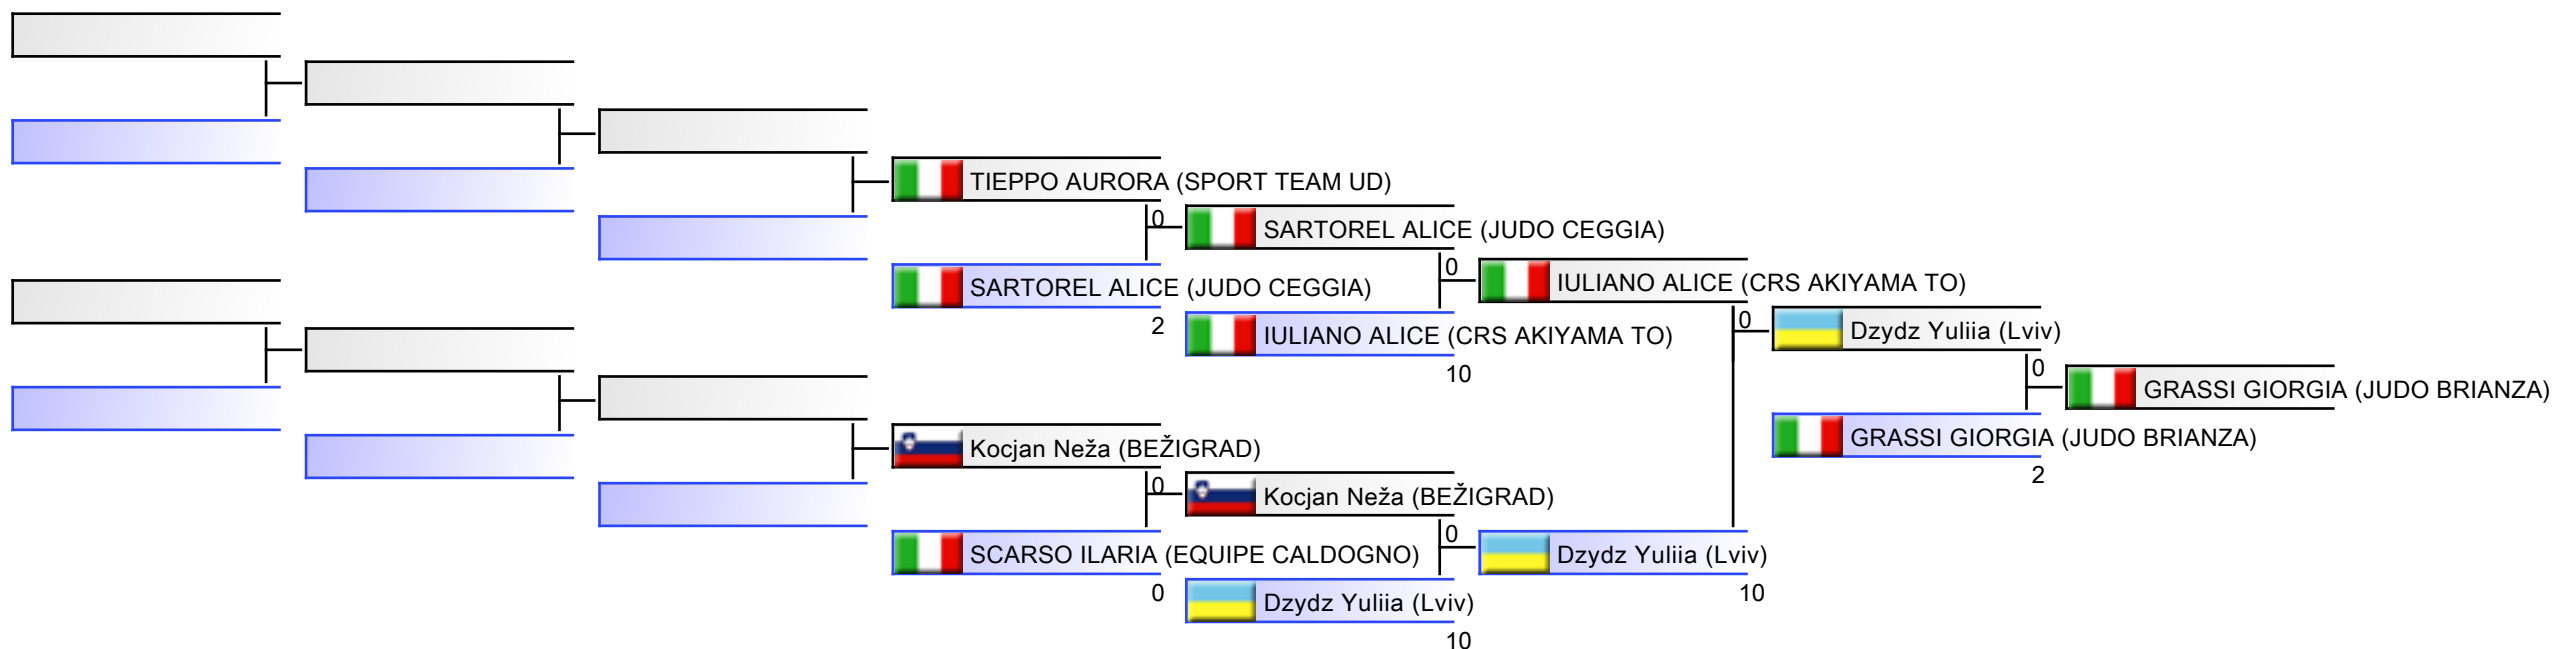 TIEPPO AURORA (SPORT TEAM UD)
0
SARTOREL ALICE (JUDO CEGGIA)
SARTOREL ALICE (JUDO CEGGIA)
2
0
IULIANO ALICE (CRS AKIYAMA TO)
IULIANO ALICE (CRS AKIYAMA TO)
10
0
Dzydz Yuliia (Lviv)
0
GRASSI GIORGIA (JUDO BRIANZA)
GRASSI GIORGIA (JUDO BRIANZA)
2
Kocjan Neža (BEŽIGRAD)
0
Kocjan Neža (BEŽIGRAD)
SCARSO ILARIA (EQUIPE CALDOGNO)
0
0
Dzydz Yuliia (Lviv)
10
Dzydz Yuliia (Lviv)
10